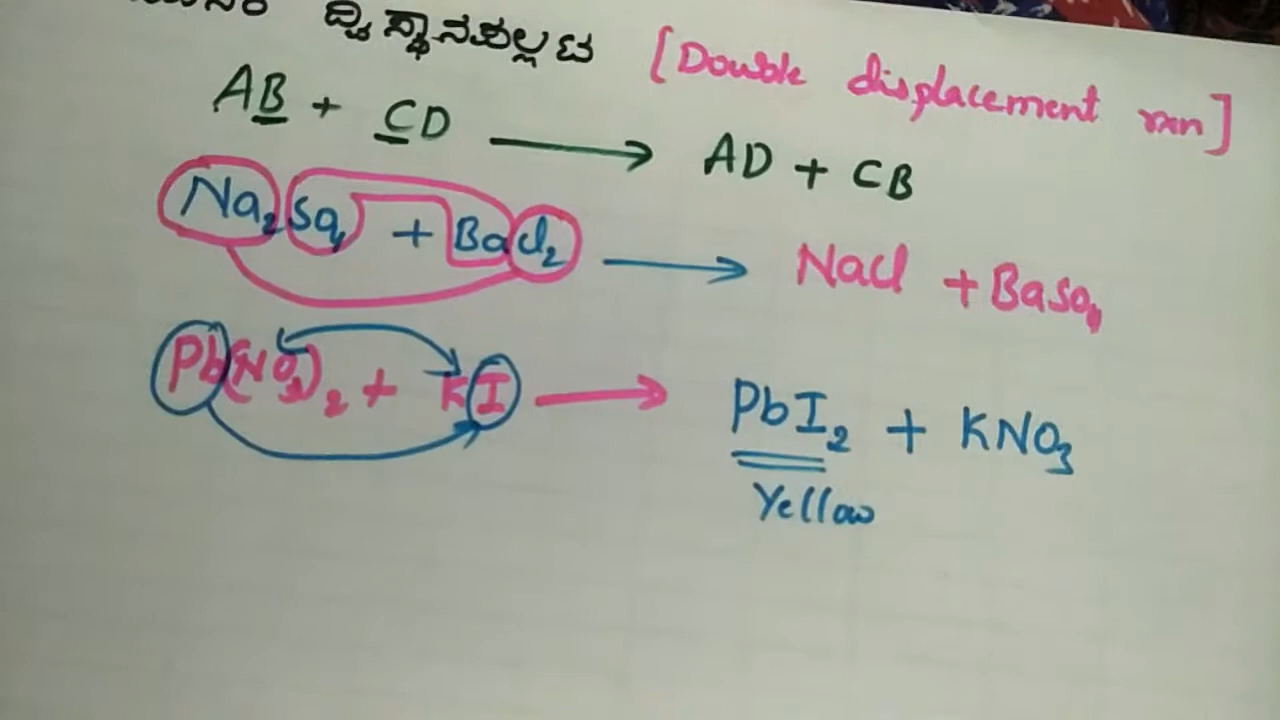 ದ್ವಿಸ್ಥಾನಪಲ್ಲಟ [Double displacement rxn]
AB + CD → AD + CB
Na₂SO₄ + BaCl₂ → NaCl + BaSO₄
Pb(NO₃)₂ + KI → PbI₂ + KNO₃
Yellow